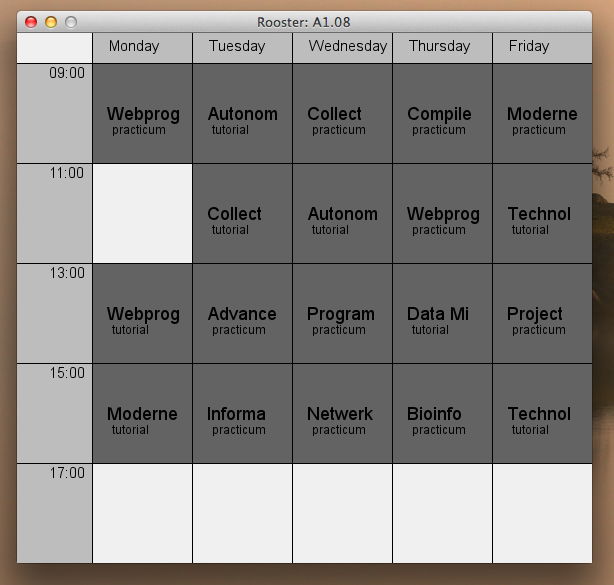 Rooster: A1.08
Monday Tuesday Wednesday Thursday Friday
09:00
Webprog Autonom Collect Compile Moderne
practicum tutorial practicum practicum practicum
11:00
Collect Autonom Webprog Technol
tutorial tutorial practicum tutorial
13:00
Webprog Advance Program Data Mi Project
tutorial practicum practicum tutorial practicum
15:00
Moderne Informa Netwerk Bioinfo Technol
tutorial practicum practicum practicum tutorial
17:00